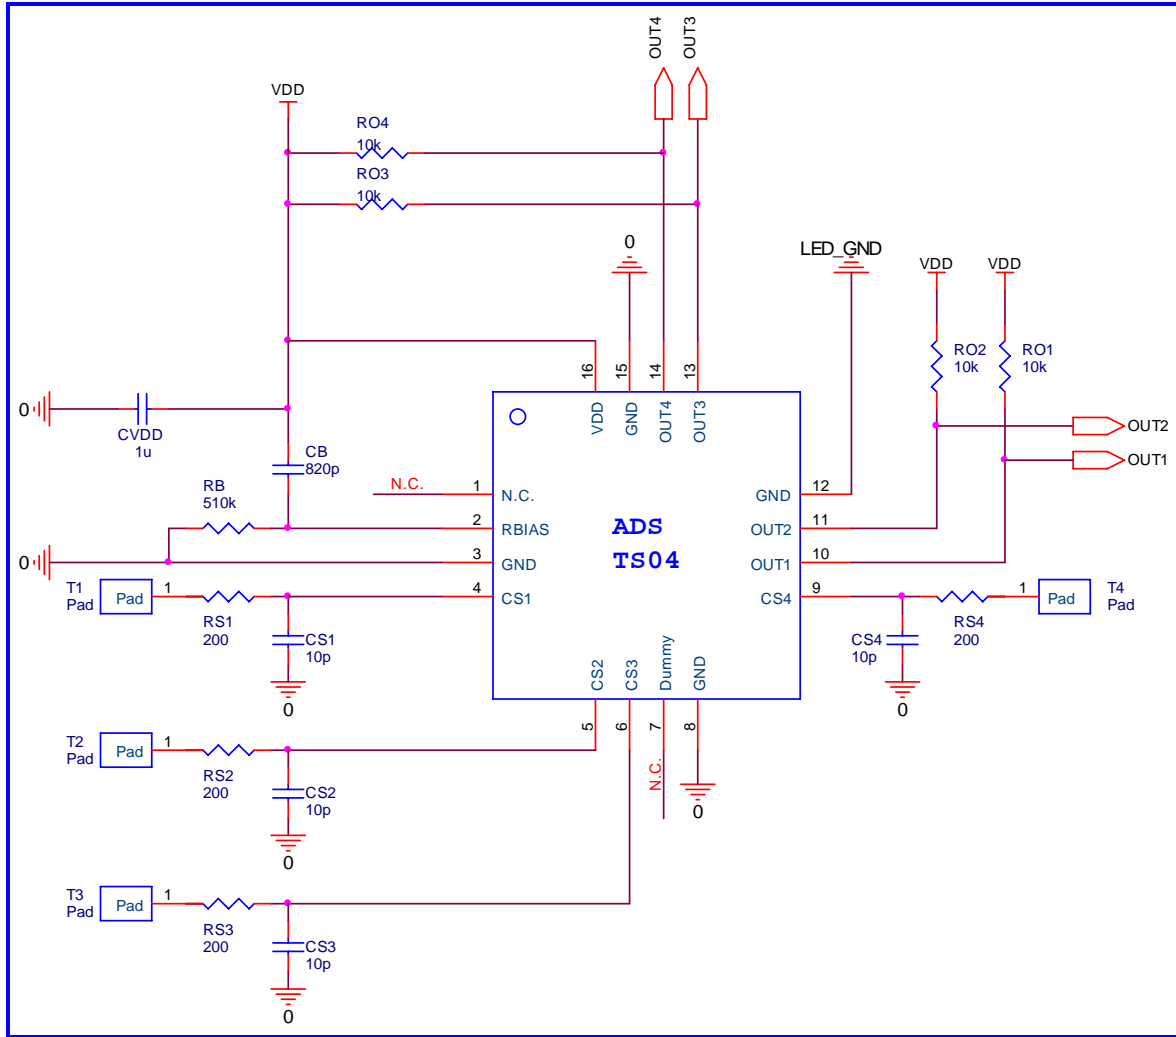 OUT4
OUT3
VDD
RO4
10k
RO3
10k
0
LED_GND
VDD
VDD
RO2
10k
RO1
10k
16
15
14
13
VDD
GND
OUT4
OUT3
0
CVDD
1u
CB
820p
OUT2
OUT1
RB
510k
N.C.
1
N.C.
GND
12
2
RBIAS
ADS
TS04
OUT2
11
0
3
GND
OUT1
10
T1
Pad
Pad
1
RS1
200
4
CS1
CS4
9
1
Pad
T4
Pad
RS4
200
CS1
10p
0
CS4
10p
0
CS2
CS3
Dummy
GND
5
6
7
8
N.C.
0
T2
Pad
Pad
1
RS2
200
CS2
10p
0
T3
Pad
Pad
1
RS3
200
CS3
10p
0